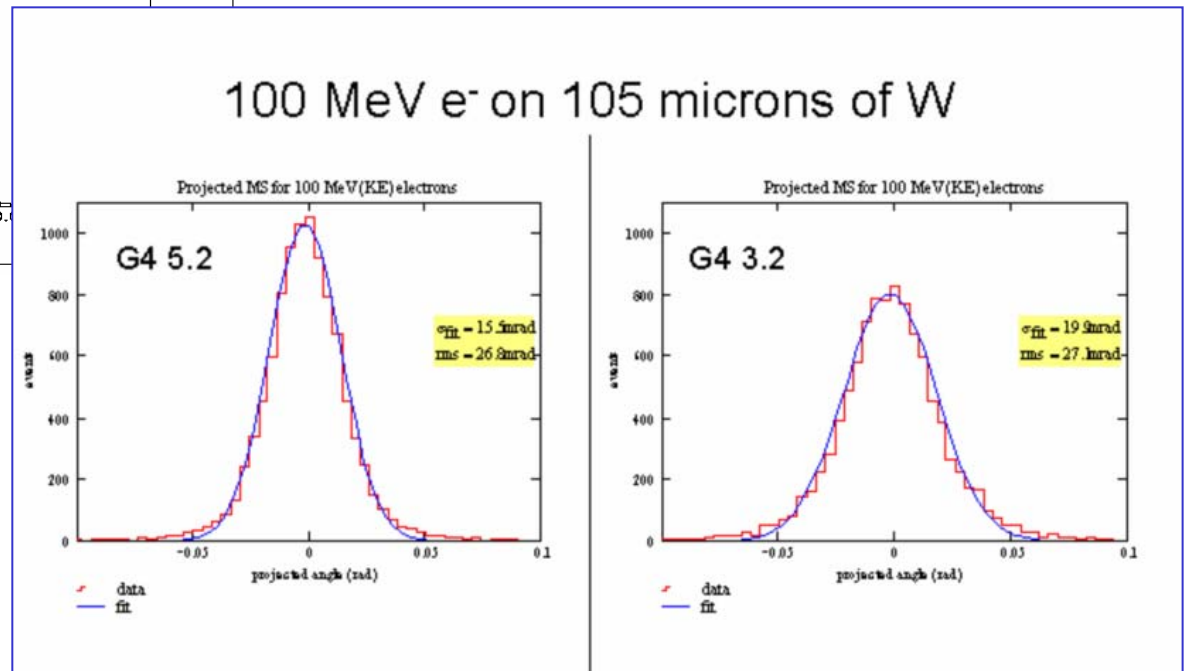 100 MeV e- on 105 microns of W
Projected MS for 100 MeV(KE) electrons
G4 5.2
1000
800
600
400
200
0
events
σfit = 15.5mrad
rms = 26.8mrad
-0.05
0
0.05
0.1
projected angle (rad)
data
fit
Projected MS for 100 MeV(KE) electrons
G4 3.2
1000
800
600
400
200
0
events
σfit = 19.9mrad
rms = 27.1mrad
-0.05
0
0.05
0.1
projected angle (rad)
data
fit